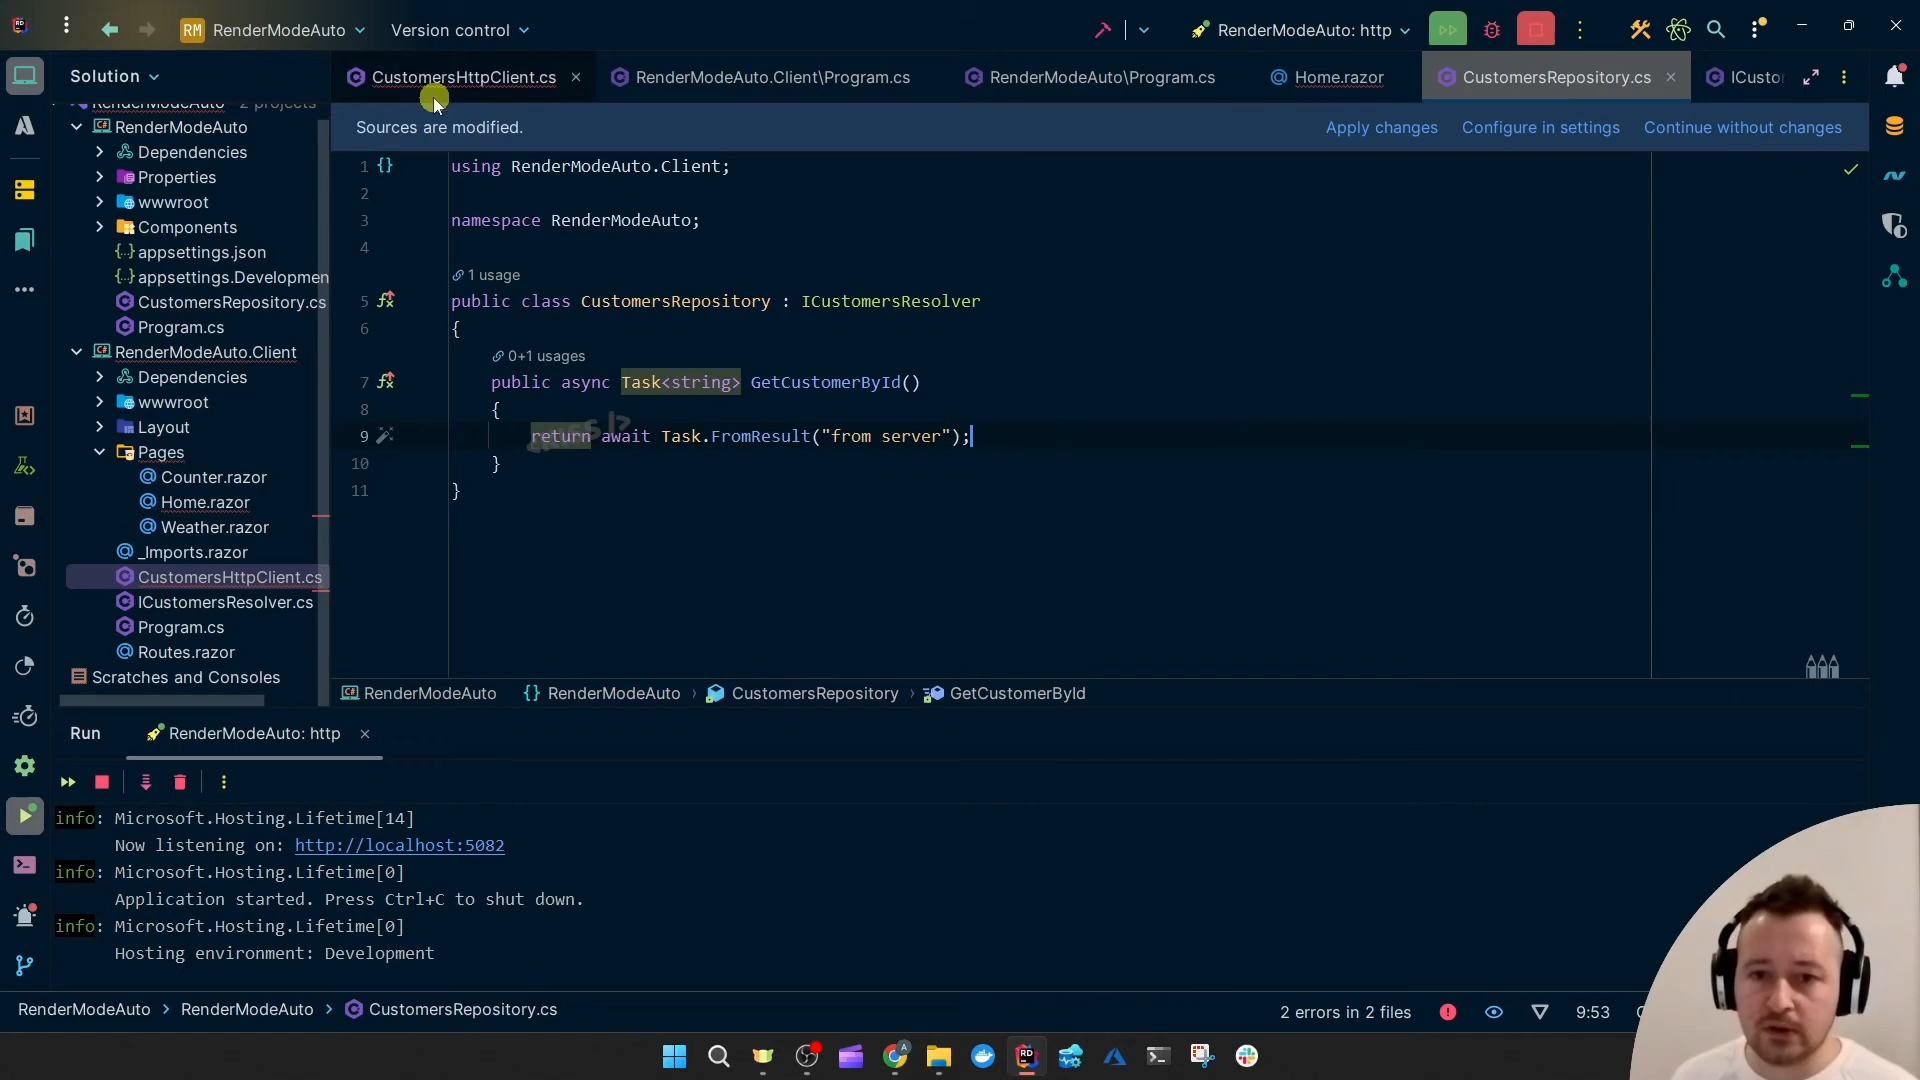 RM RenderModeAuto
Version control
RenderModeAuto: http
Solution
CustomersHttpClient.cs
RenderModeAuto.Client\Program.cs
RenderModeAuto\Program.cs
Home.razor
CustomersRepository.cs
ICusto
RenderModeAuto 2 projects
RenderModeAuto
Dependencies
Properties
wwwroot
Components
appsettings.json
appsettings.Developmen
CustomersRepository.cs
Program.cs
RenderModeAuto.Client
Dependencies
wwwroot
Layout
Pages
Counter.razor
Home.razor
Weather.razor
_Imports.razor
CustomersHttpClient.cs
ICustomersResolver.cs
Program.cs
Routes.razor
Scratches and Consoles
Sources are modified.
Apply changes
Configure in settings
Continue without changes
1 using RenderModeAuto.Client;
2
3 namespace RenderModeAuto;
4
1 usage
5 public class CustomersRepository : ICustomersResolver
6 {
0+1 usages
7 public async Task<string> GetCustomerById()
8 {
9 return await Task.FromResult("from server");
10 }
11 }
RenderModeAuto
RenderModeAuto
CustomersRepository
GetCustomerById
Run
RenderModeAuto: http
info: Microsoft.Hosting.Lifetime[14]
Now listening on: http://localhost:5082
info: Microsoft.Hosting.Lifetime[0]
Application started. Press Ctrl+C to shut down.
info: Microsoft.Hosting.Lifetime[0]
Hosting environment: Development
RenderModeAuto
RenderModeAuto
CustomersRepository.cs
2 errors in 2 files
9:53